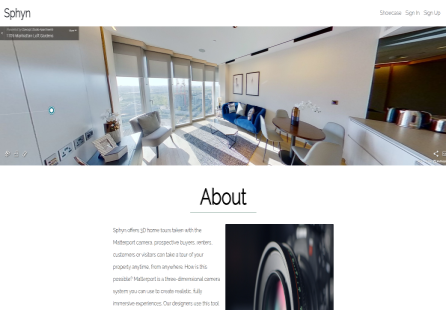 Sphyn
Showcase Sign In Sign Up
1709 Manhattan Loft Gardens
About
Sphyn offers 3D home tours taken with the
Matterport camera. prospective buyers, renters,
customers or visitors can take a tour of your
property anytime, from anywhere. How is this
possible? Matterport is a three-dimensional camera
system you can use to create realistic, fully
immersive experiences. Our designers use this tool